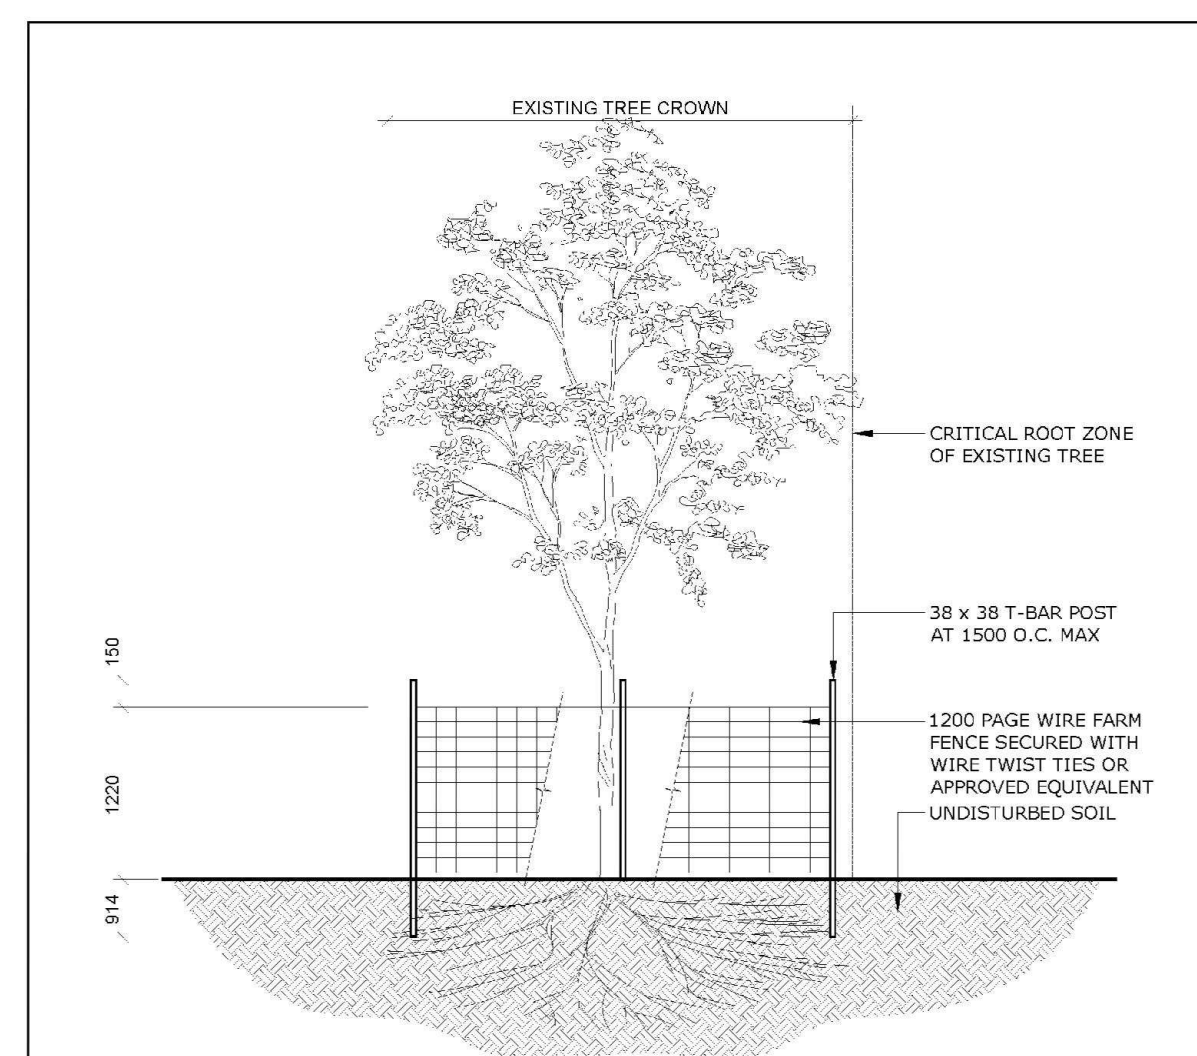 EXISTING TREE CROWN
CRITICAL ROOT ZONE
OF EXISTING TREE
38 x 38 T-BAR POST
AT 1500 O.C. MAX
150
1200 PAGE WIRE FARM
FENCE SECURED WITH
WIRE TWIST TIES OR
APPROVED EQUIVALENT
1220
UNDISTURBED SOIL
914